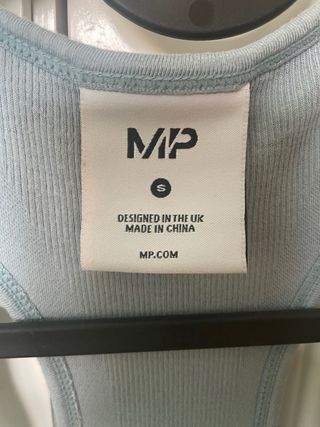 MP
S
DESIGNED IN THE UK
MADE IN CHINA
MP.COM